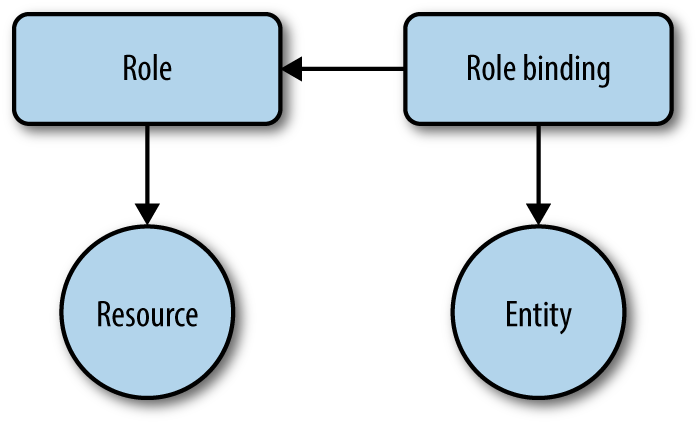 Role
Role binding
Resource
Entity